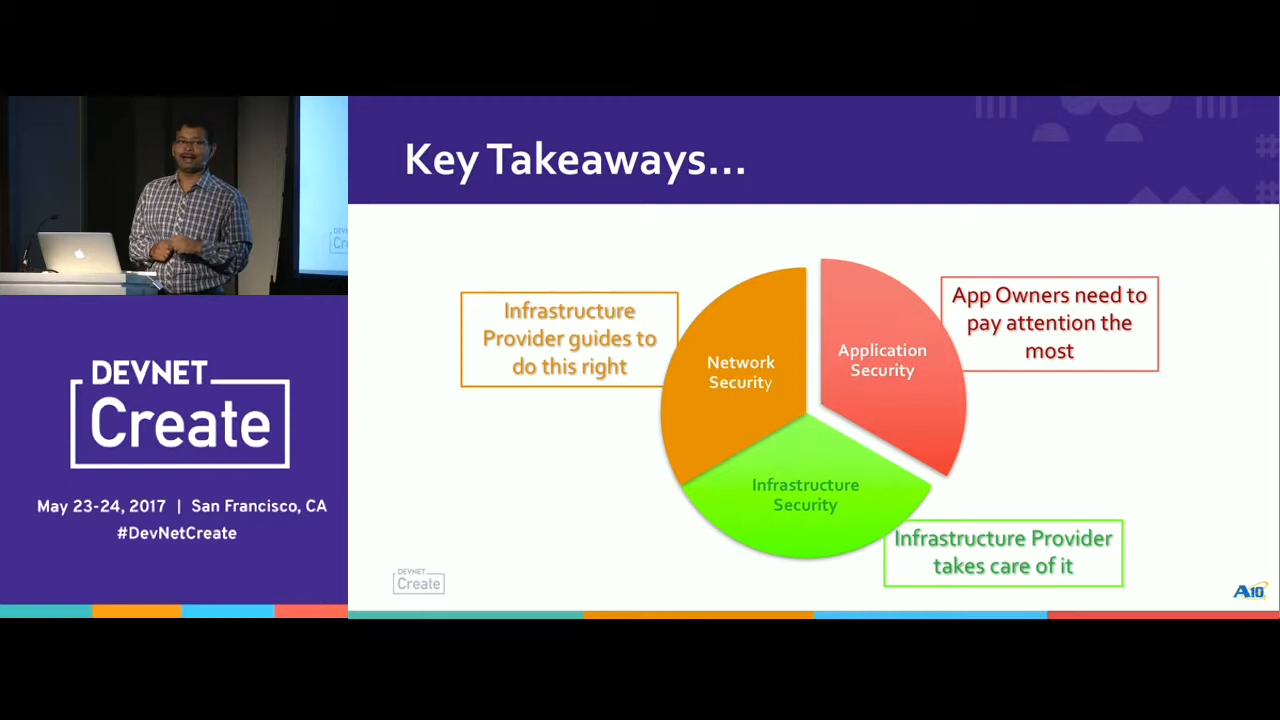 Key Takeaways...
Infrastructure
Provider guides to
do this right
Network
Security
Application
Security
App Owners need to
pay attention the
most
Infrastructure
Security
Infrastructure Provider
takes care of it
DEVNET
Create
May 23-24, 2017 | San Francisco, CA
#DevNetCreate
DEVNET
Create
A10